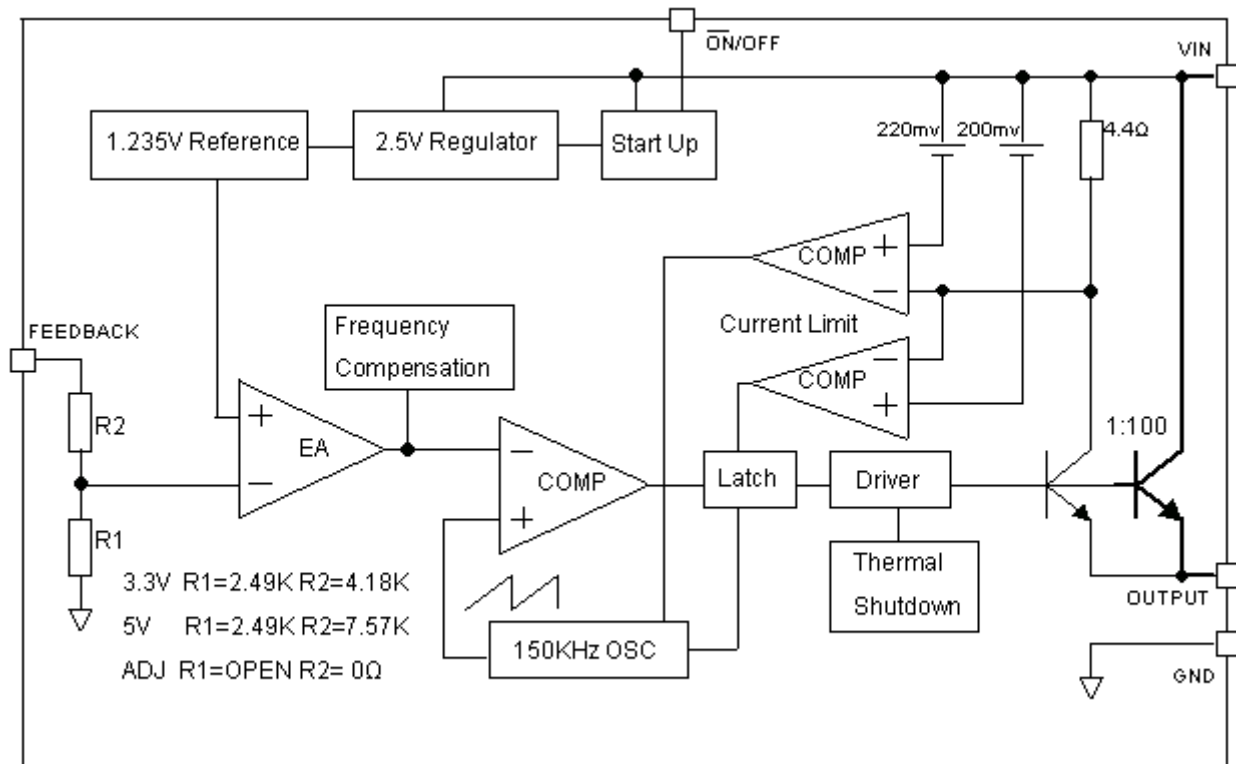 ON/OFF
VIN
1.235V Reference
2.5V Regulator
Start Up
220mv
200mv
4.4Ω
+
COMP
−
Current Limit
−
COMP
+
FEEDBACK
R2
R1
Frequency
Compensation
+
EA
−
−
COMP
+
Latch
Driver
1:100
Thermal
Shutdown
OUTPUT
GND
150KHz OSC
3.3V R1=2.49K R2=4.18K
5V R1=2.49K R2=7.57K
ADJ R1=OPEN R2= 0Ω